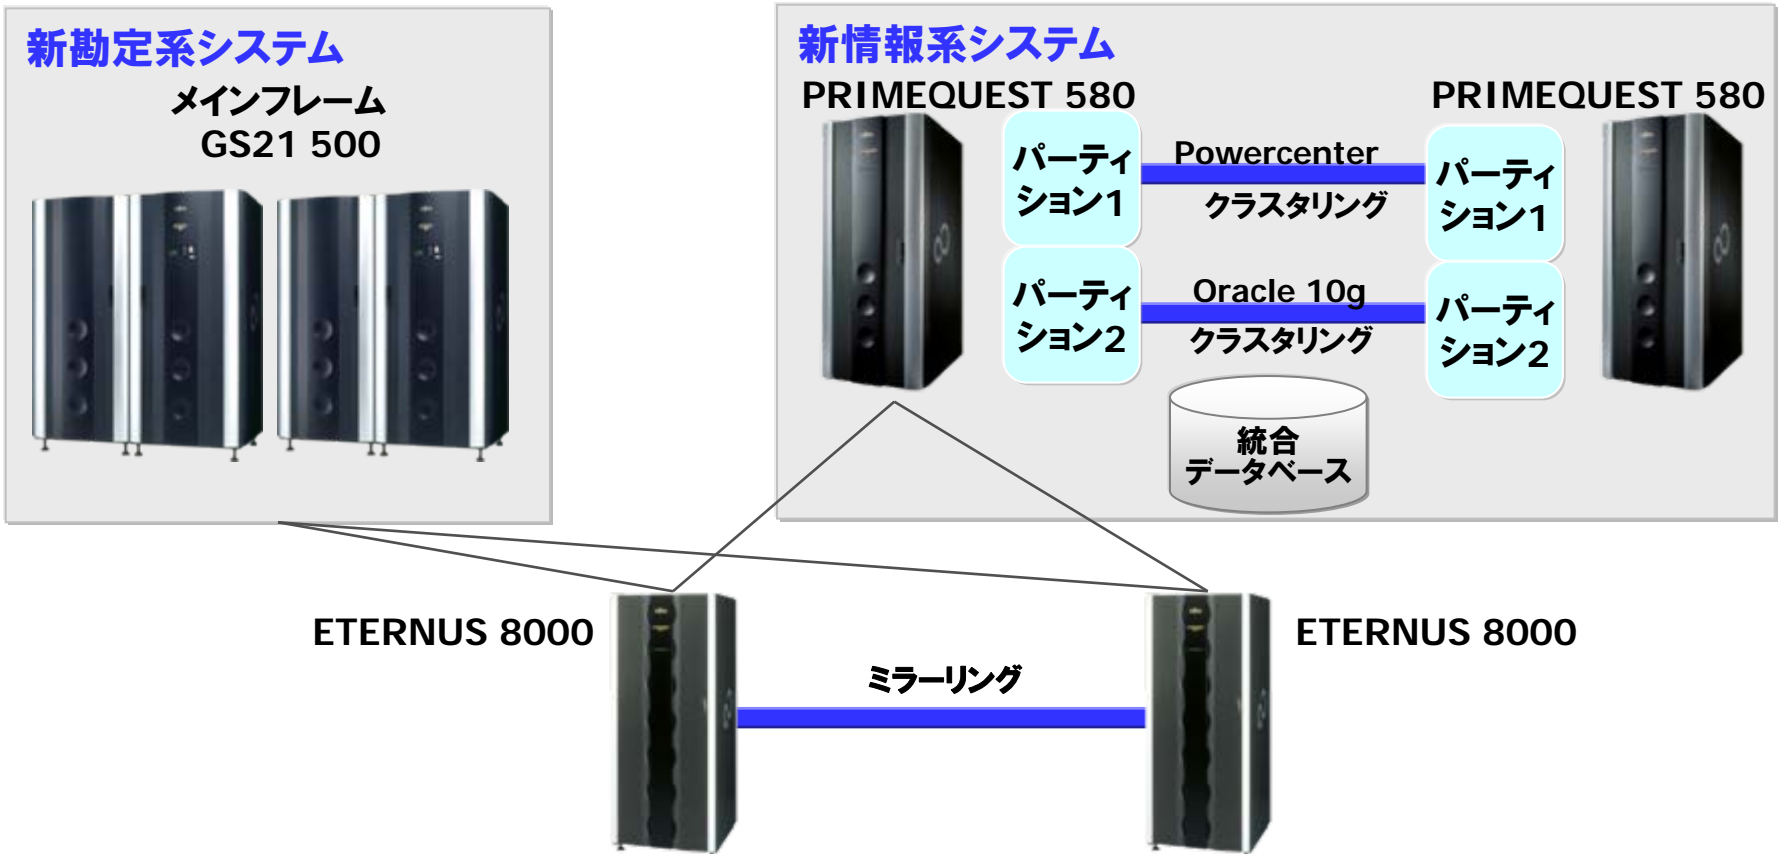 新勘定系システム
メインフレーム
GS21 500
新情報系システム
PRIMEQUEST 580
PRIMEQUEST 580
パーティ
ション1
Powercenter
クラスタリング
パーティ
ション1
パーティ
ション2
Oracle 10g
クラスタリング
パーティ
ション2
統合
データベース
ETERNUS 8000
ミラーリング
ETERNUS 8000